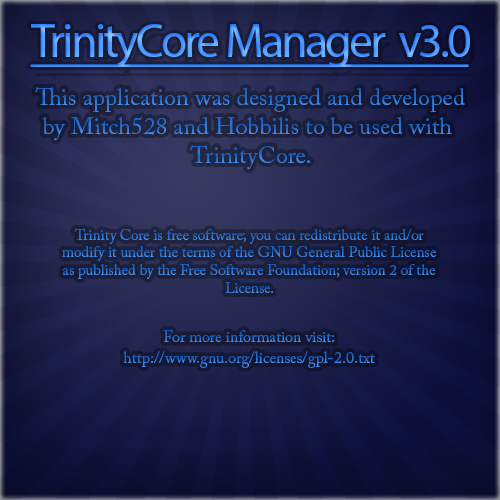 TrinityCore Manager v3.0
This application was designed and developed
by Mitch528 and Hobbilis to be used with
TrinityCore.
Trinity Core is free software; you can redistribute it and/or
modify it under the terms of the GNU General Public License
as published by the Free Software Foundation; version 2 of the
License.
For more information visit:
http://www.gnu.org/licenses/gpl-2.0.txt